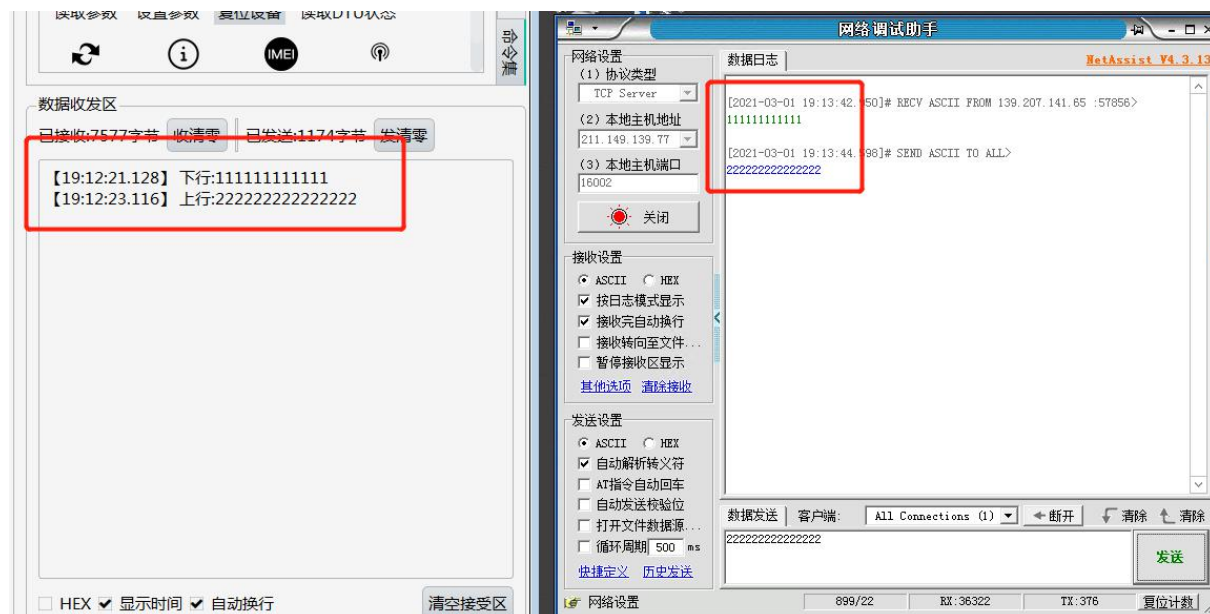 读取参数 设置参数 复位设备 读取DTU状态
IMEI
命令集
数据收发区
已接收:7577字节 收清零 已发送:1174字节 发清零
【19:12:21.128】 下行:111111111111
【19:12:23.116】 上行:222222222222222
HEX 显示时间 自动换行 清空接受区
网络调试助手
网络设置
(1) 协议类型
TCP Server
(2) 本地主机地址
211.149.139.77
(3) 本地主机端口
16002
关闭
接收设置
ASCII HEX
按日志模式显示
接收完自动换行
接收转向至文件...
暂停接收区显示
其他选项 清除接收
发送设置
ASCII HEX
自动解析转义符
AT指令自动回车
自动发送校验位
打开文件数据源...
循环周期 500 ms
快捷定义 历史发送
数据日志 NetAssist V4.3.13
[2021-03-01 19:13:42.950]# RECV ASCII FROM 139.207.141.65 :57856>
111111111111
[2021-03-01 19:13:44.998]# SEND ASCII TO ALL>
222222222222222
数据发送 客户端: All Connections (1) 断开 清除 清除
222222222222222
发送
网络设置 899/22 RX:36322 TX:376 复位计数